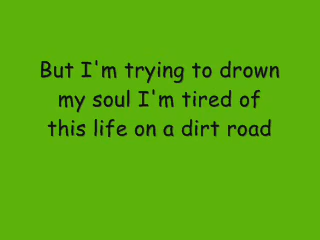 But I'm trying to drown
my soul I'm tired of
this life on a dirt road